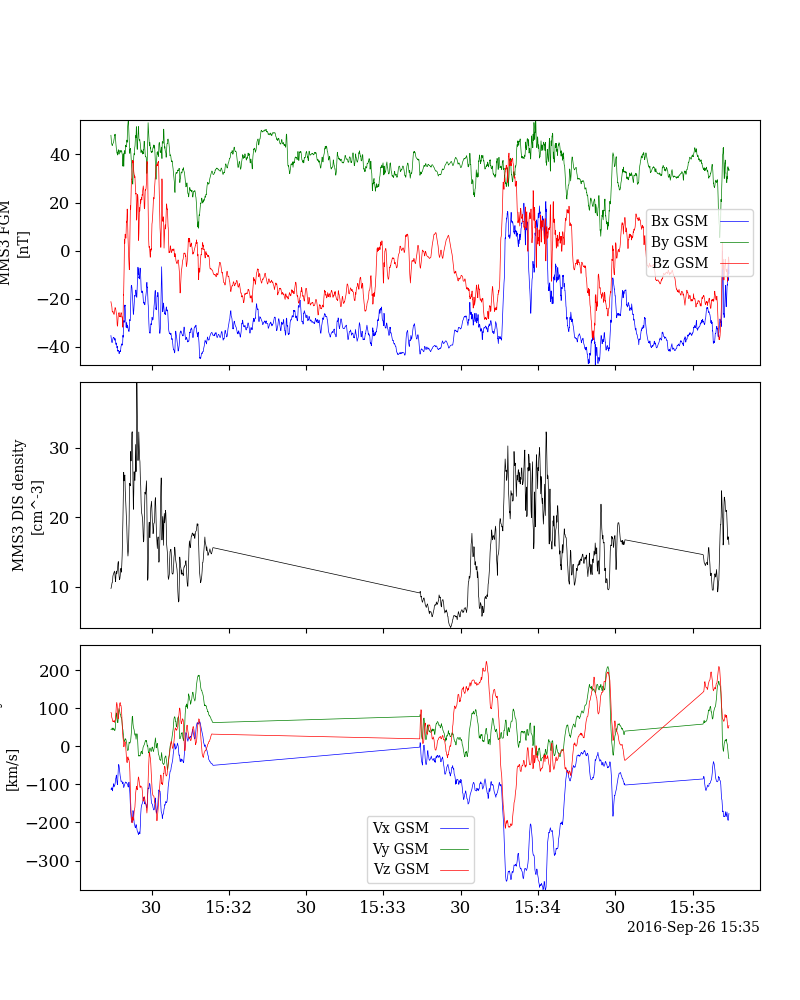 40
20
0
−20
−40
MMS3 FGM
[nT]
Bx GSM
By GSM
Bz GSM
30
20
10
MMS3 DIS density
[cm^-3]
200
100
0
−100
−200
−300
[km/s]
Vx GSM
Vy GSM
Vz GSM
30
15:32
30
15:33
30
15:34
30
15:35
2016-Sep-26 15:35